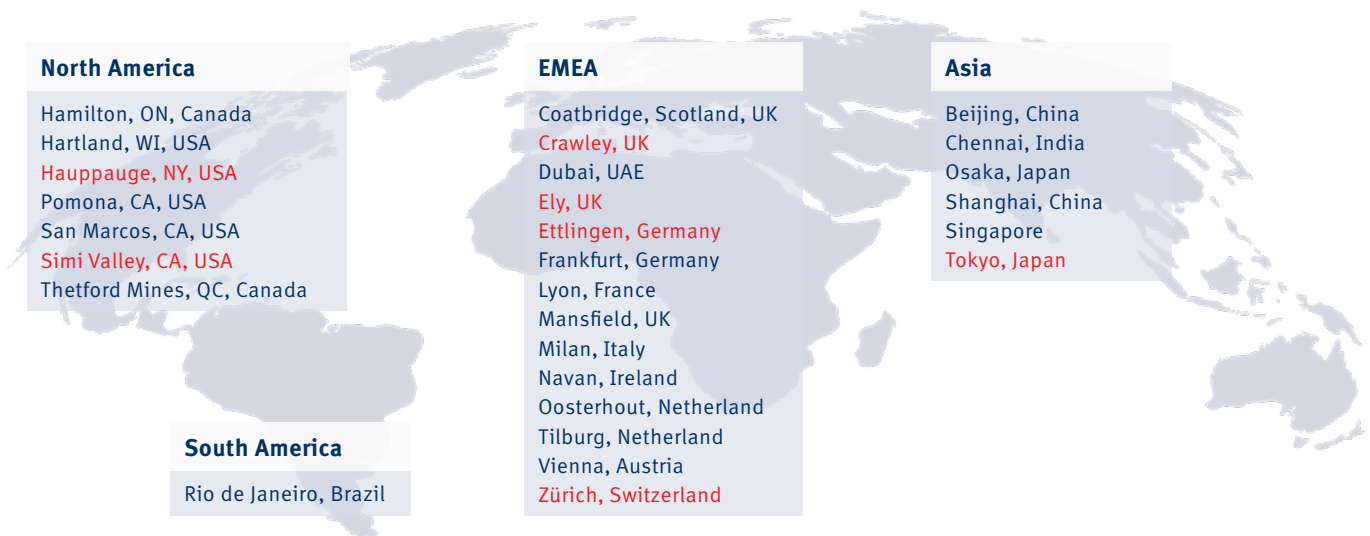 North America
Hamilton, ON, Canada
Hartland, WI, USA
Hauppauge, NY, USA
Pomona, CA, USA
San Marcos, CA, USA
Simi Valley, CA, USA
Thetford Mines, QC, Canada
South America
Rio de Janeiro, Brazil
EMEA
Coatbridge, Scotland, UK
Crawley, UK
Dubai, UAE
Ely, UK
Ettlingen, Germany
Frankfurt, Germany
Lyon, France
Mansfield, UK
Milan, Italy
Navan, Ireland
Oosterhout, Netherland
Tilburg, Netherland
Vienna, Austria
Zürich, Switzerland
Asia
Beijing, China
Chennai, India
Osaka, Japan
Shanghai, China
Singapore
Tokyo, Japan